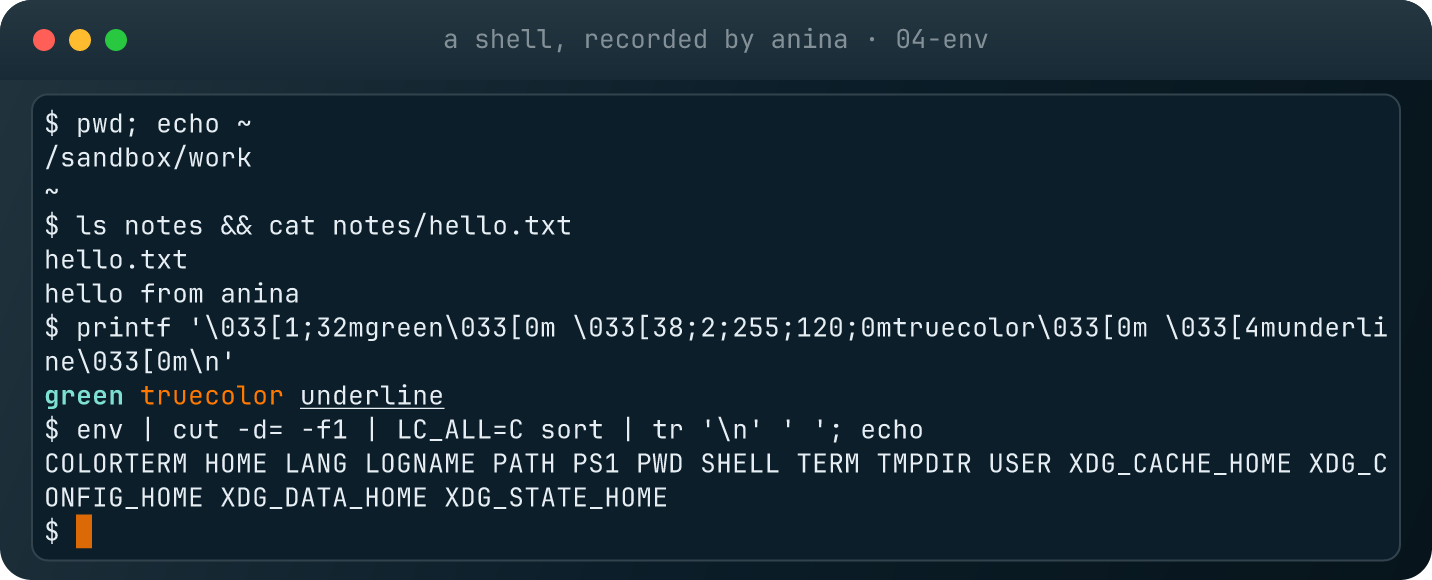 a shell, recorded by anina · 04-env
$ pwd; echo ~
/sandbox/work
~
$ ls notes && cat notes/hello.txt
hello.txt
hello from anina
$ printf '\033[1;32mgreen\033[0m \033[38;2;255;120;0mtruecolor\033[0m \033[4munderli
ne\033[0m\n'
green truecolor underline
$ env | cut -d= -f1 | LC_ALL=C sort | tr '\n' ' '; echo
COLORTERM HOME LANG LOGNAME PATH PS1 PWD SHELL TERM TMPDIR USER XDG_CACHE_HOME XDG_C
ONFIG_HOME XDG_DATA_HOME XDG_STATE_HOME
$